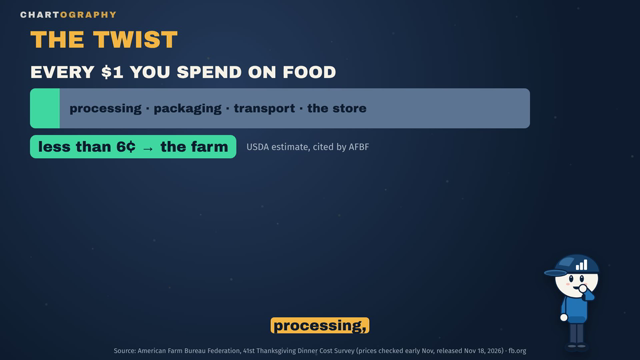 CHARTOGRAPHY
THE TWIST
EVERY $1 YOU SPEND ON FOOD
processing · packaging · transport · the store
less than 6¢ → the farm
USDA estimate, cited by AFBF
processing,
Source: American Farm Bureau Federation, 41st Thanksgiving Dinner Cost Survey (prices checked early Nov, released Nov 18, 2026) · fb.org